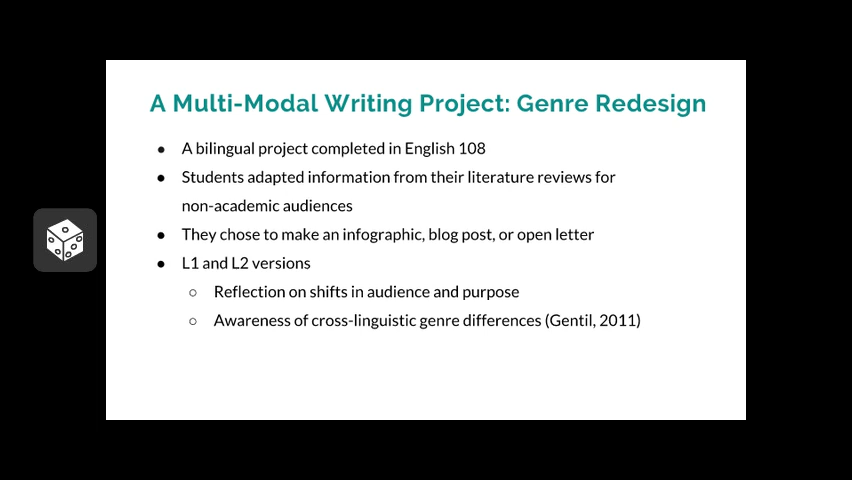 A Multi-Modal Writing Project: Genre Redesign
● A bilingual project completed in English 108
● Students adapted information from their literature reviews for
non-academic audiences
● They chose to make an infographic, blog post, or open letter
● L1 and L2 versions
○ Reflection on shifts in audience and purpose
○ Awareness of cross-linguistic genre differences (Gentil, 2011)